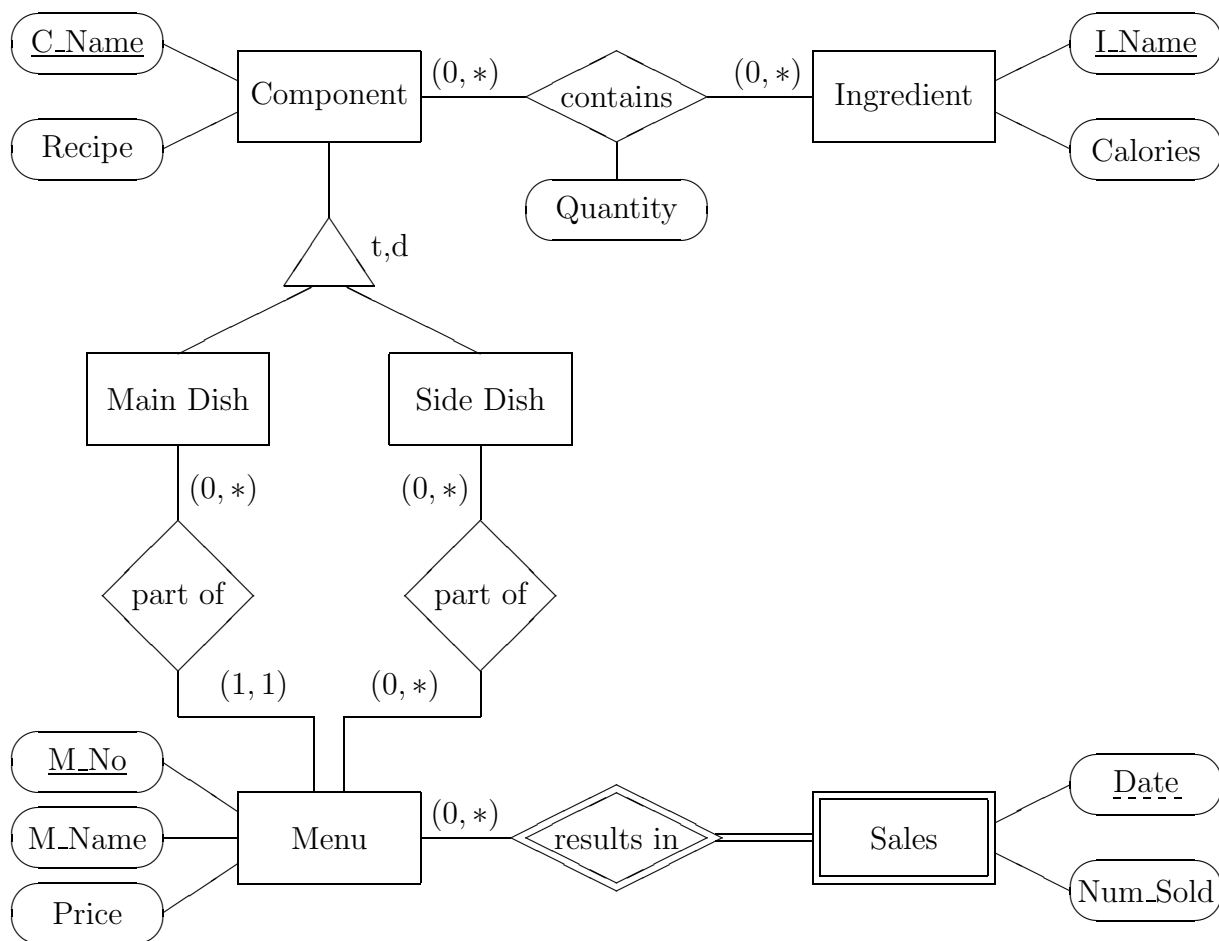 C_Name
I_Name
(0, *)
(0, *)
Component
contains
Ingredient
Recipe
Calories
Quantity
t,d
Main Dish
Side Dish
(0, *)
(0, *)
part of
part of
(1, 1)
(0, *)
M_No
Date
(0, *)
M_Name
Menu
results in
Sales
Price
Num_Sold